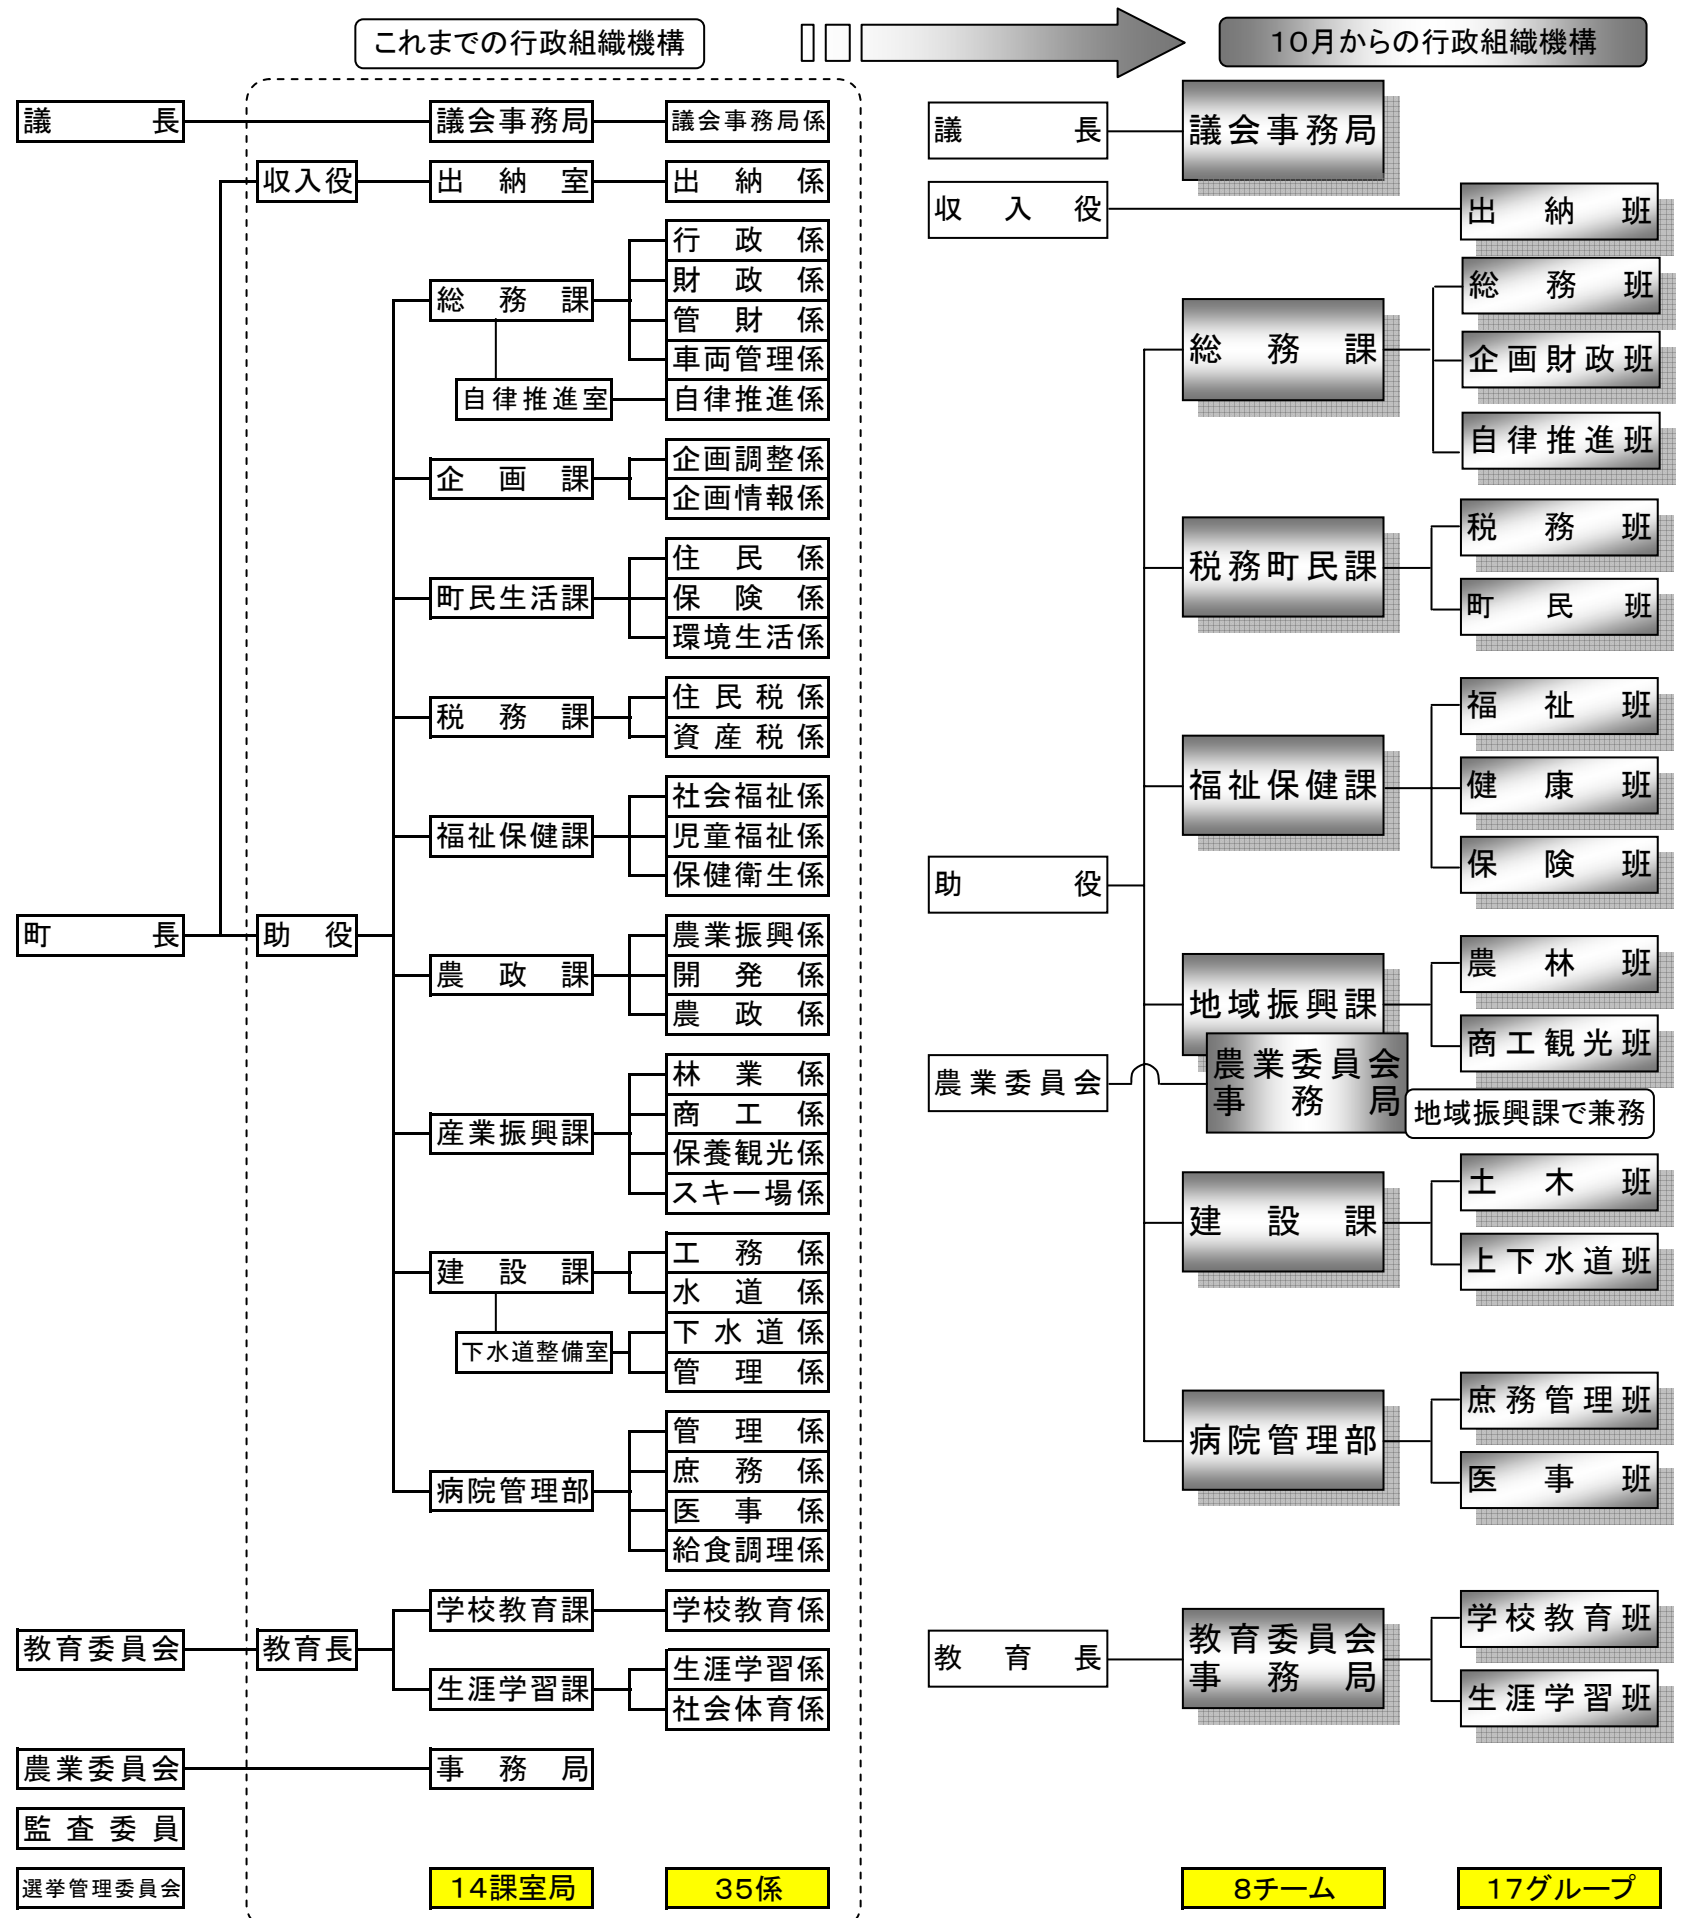 これまでの行政組織機構
10月からの行政組織機構
議長
議会事務局
議会事務局係
収入役
出納室
出納係
総務課
行政係
財政係
管財係
車両管理係
自律推進室
自律推進係
企画課
企画調整係
企画情報係
町民生活課
住民係
保険係
環境生活係
税務課
住民税係
資産税係
福祉保健課
社会福祉係
児童福祉係
保健衛生係
町長
助役
農政課
農業振興係
開発係
農政係
産業振興課
林業係
商工係
保養観光係
スキー場係
建設課
工務係
水道係
下水道整備室
下水道係
管理係
病院管理部
管理係
庶務係
医事係
給食調理係
教育委員会
教育長
学校教育課
学校教育係
生涯学習課
生涯学習係
社会体育係
農業委員会
事務局
監査委員
選挙管理委員会
14課室局
35係
議長
議会事務局
収入役
出納班
総務課
総務班
企画財政班
自律推進班
税務町民課
税務班
町民班
福祉保健課
福祉班
健康班
保険班
助役
地域振興課
農林班
商工観光班
農業委員会
農業委員会
事務局
地域振興課で兼務
建設課
土木班
上下水道班
病院管理部
庶務管理班
医事班
教育長
教育委員会
事務局
学校教育班
生涯学習班
8チーム
17グループ